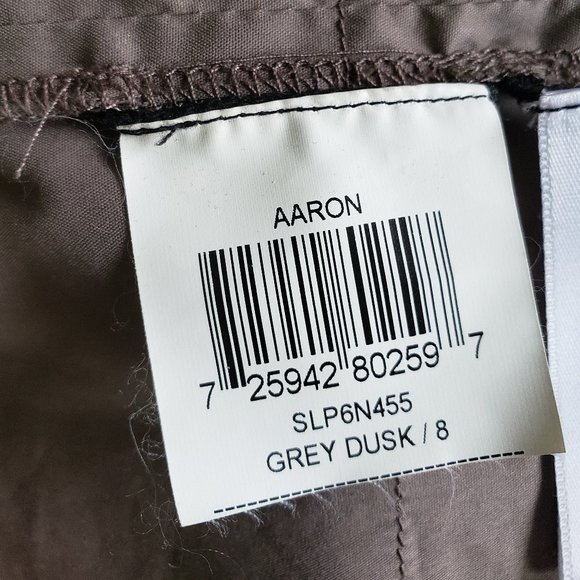 AARON
7 25942 80259 7
SLP6N455
GREY DUSK / 8